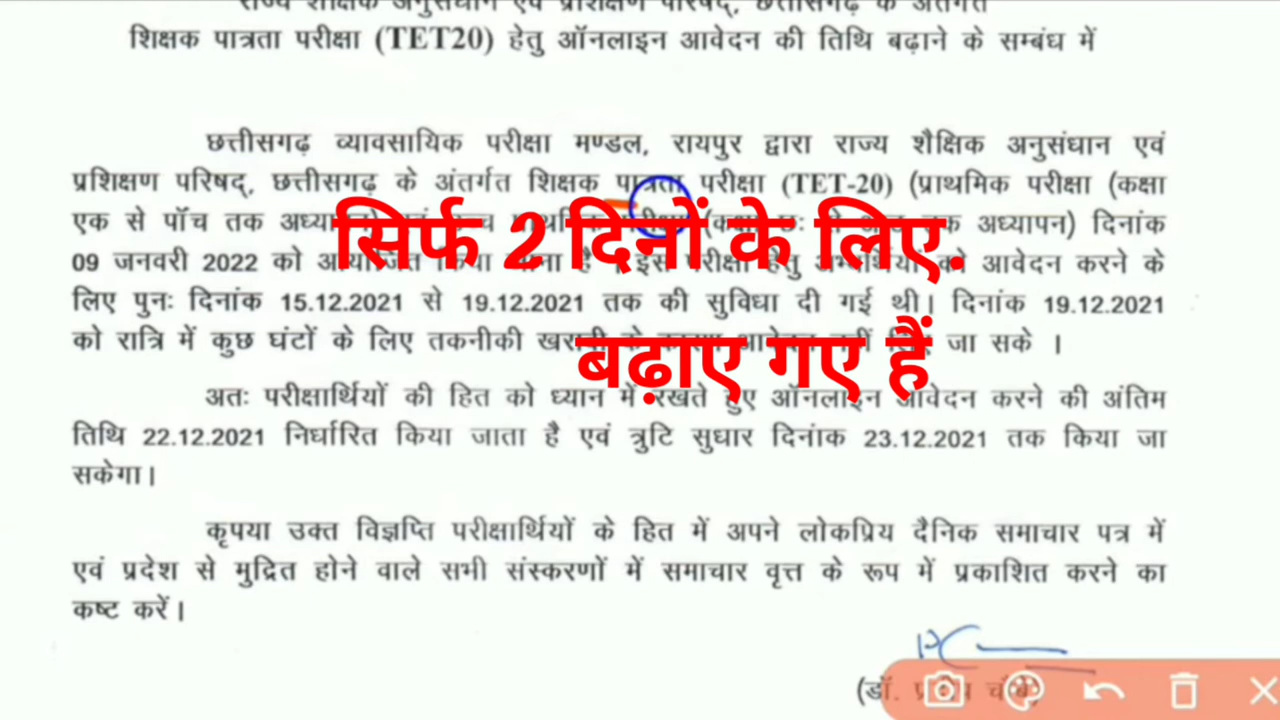 शिक्षक पात्रता परीक्षा (TET20) हेतु ऑनलाइन आवेदन की तिथि बढ़ाने के सम्बंध में
छत्तीसगढ़ व्यावसायिक परीक्षा मण्डल, रायपुर द्वारा राज्य शैक्षिक अनुसंधान एवं
प्रशिक्षण परिषद्, छत्तीसगढ़ के अंतर्गत शिक्षक पात्रता परीक्षा (TET-20) (प्राथमिक परीक्षा (कक्षा
एक से पॉच तक अध्यापन) दिनांक
सिर्फ 2 दिनों के लिए.
09 जनवरी 2022 को आयोजित किया जाना है इस परीक्षा हेतु को आवेदन करने के
लिए पुनः दिनांक 15.12.2021 से 19.12.2021 तक की सुविधा दी गई थी। दिनांक 19.12.2021
को रात्रि में कुछ घंटों के लिए तकनीकी जा सके ।
बढ़ाए गए हैं
अतः परीक्षार्थियों की हित को ध्यान में रखते हुए ऑनलाइन आवेदन करने की अंतिम
तिथि 22.12.2021 निर्धारित किया जाता है एवं त्रुटि सुधार दिनांक 23.12.2021 तक किया जा
सकेगा।
कृपया उक्त विज्ञप्ति परीक्षार्थियों के हित में अपने लोकप्रिय दैनिक समाचार पत्र में
एवं प्रदेश से मुद्रित होने वाले सभी संस्करणों में समाचार वृत्त के रूप में प्रकाशित करने का
कष्ट करें।
(डॉ.